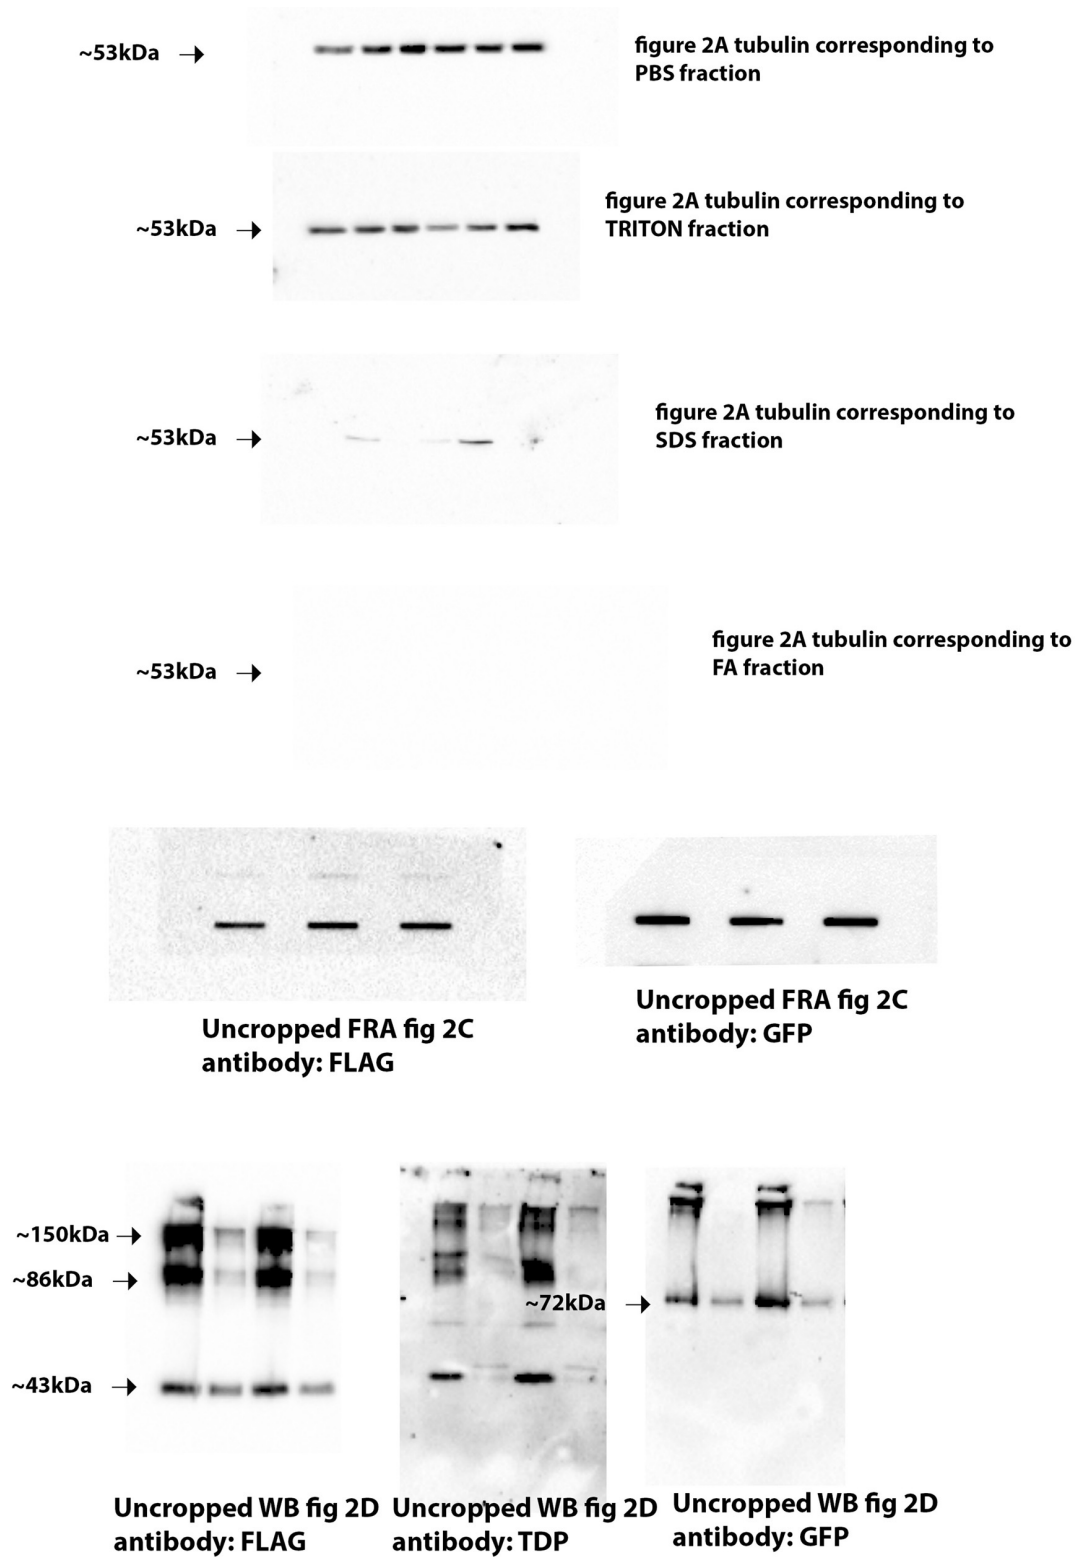 ~53kDa
figure 2A tubulin corresponding to
PBS fraction
~53kDa
figure 2A tubulin corresponding to
TRITON fraction
~53kDa
figure 2A tubulin corresponding to
SDS fraction
~53kDa
figure 2A tubulin corresponding to
FA fraction
Uncropped FRA fig 2C
antibody: FLAG
Uncropped FRA fig 2C
antibody: GFP
~150kDa
~86kDa
~43kDa
~72kDa
Uncropped WB fig 2D
antibody: FLAG
Uncropped WB fig 2D
antibody: TDP
Uncropped WB fig 2D
antibody: GFP